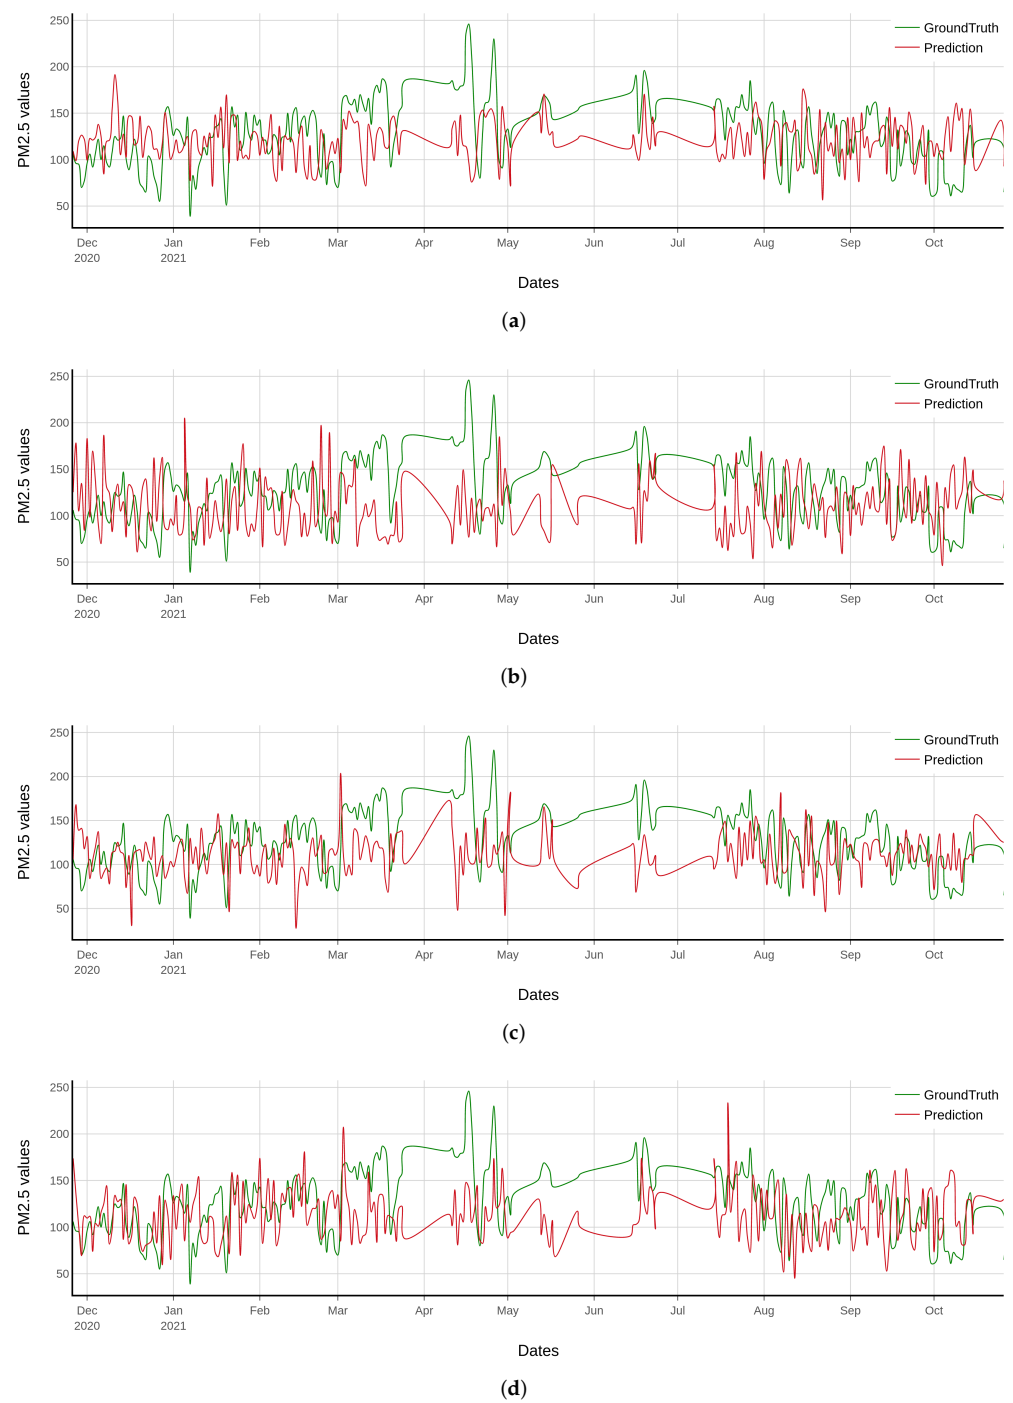 250
200
150
100
50
PM2.5 values
GroundTruth
Prediction
Dec Jan Feb Mar Apr May Jun Jul Aug Sep Oct
2020 2021
Dates
(a)
250
200
150
100
50
PM2.5 values
GroundTruth
Prediction
Dec Jan Feb Mar Apr May Jun Jul Aug Sep Oct
2020 2021
Dates
(b)
250
200
150
100
50
PM2.5 values
GroundTruth
Prediction
Dec Jan Feb Mar Apr May Jun Jul Aug Sep Oct
2020 2021
Dates
(c)
250
200
150
100
50
PM2.5 values
GroundTruth
Prediction
Dec Jan Feb Mar Apr May Jun Jul Aug Sep Oct
2020 2021
Dates
(d)